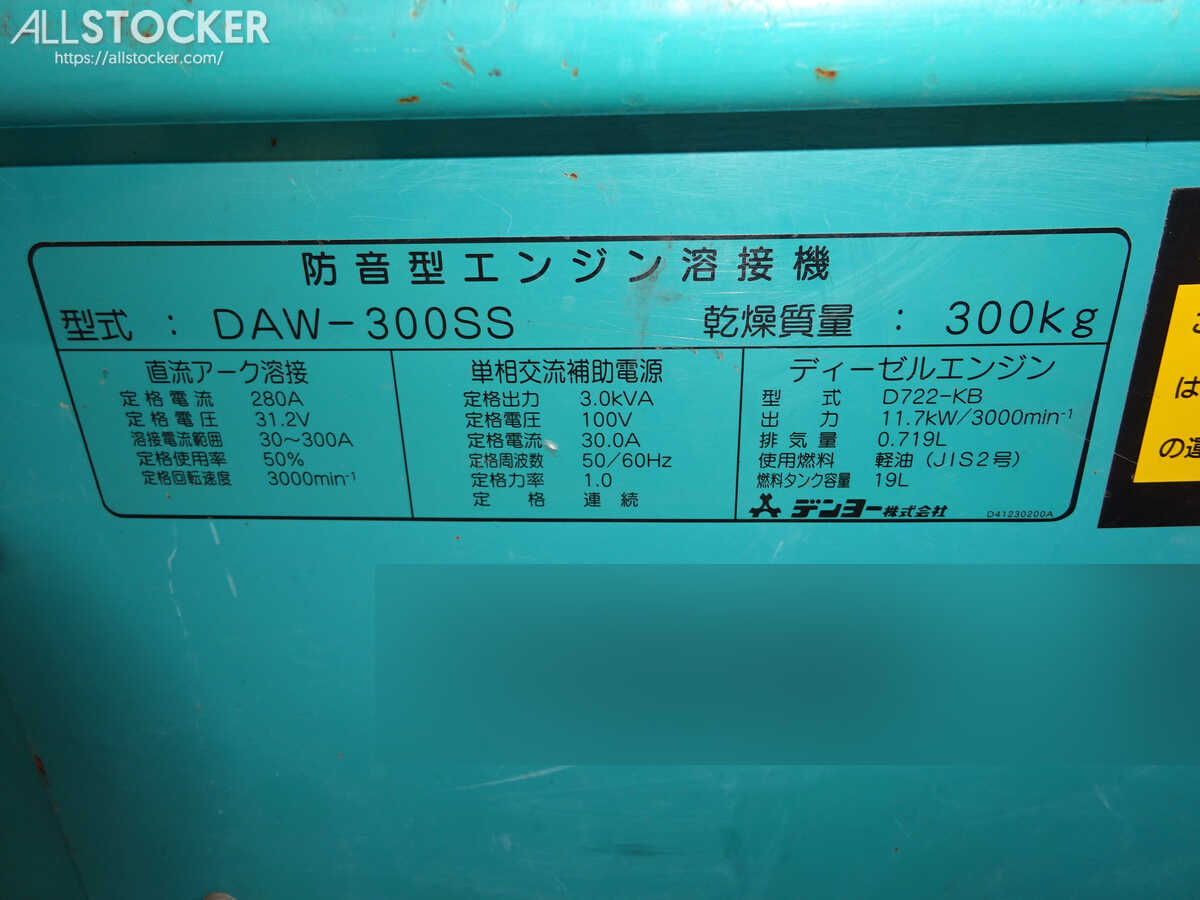 ALLSTOCKER
https://allstocker.com/
防音型エンジン溶接機
型式 : DAW-300SS 乾燥質量 : 300kg
直流アーク溶接
定格電流 280A
定格電圧 31.2V
溶接電流範囲 30～300A
定格使用率 50%
定格回転速度 3000min⁻¹
単相交流補助電源
定格出力 3.0kVA
定格電圧 100V
定格電流 30.0A
定格周波数 50/60Hz
定格力率 1.0
定格 連続
ディーゼルエンジン
型式 D722-KB
出力 11.7kW/3000min⁻¹
排気量 0.719L
使用燃料 軽油(JIS2号)
燃料タンク容量 19L
デンヨー株式会社 D41230200A
は
の違